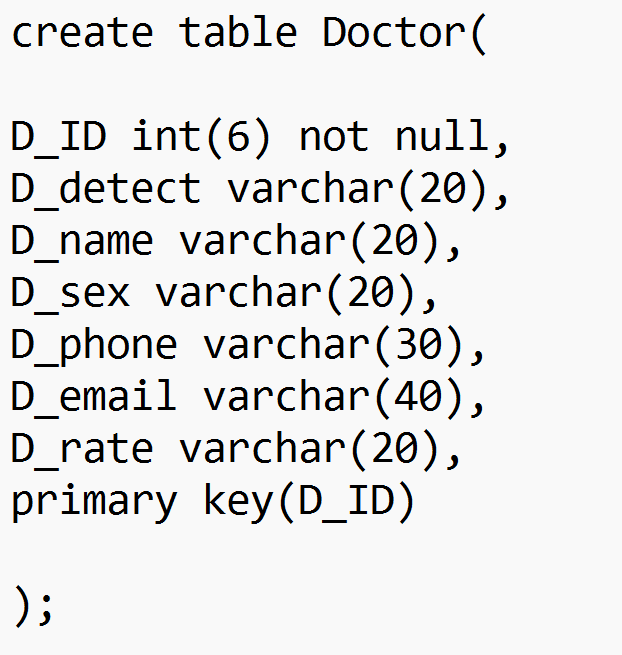 create table Doctor(
D_ID int(6) not null,
D_detect varchar(20),
D_name varchar(20),
D_sex varchar(20),
D_phone varchar(30),
D_email varchar(40),
D_rate varchar(20),
primary key(D_ID)
);